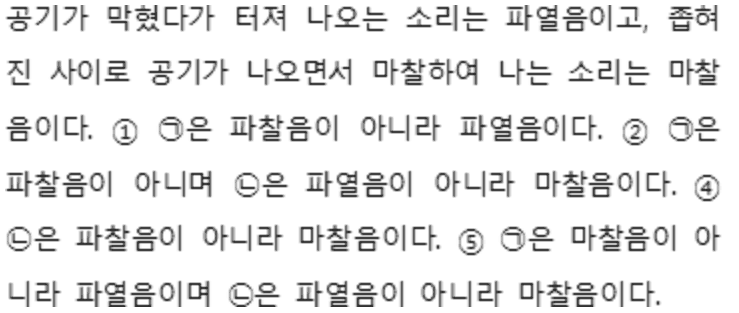 공기가 막혔다가 터져 나오는 소리는 파열음이고, 좁혀
진 사이로 공기가 나오면서 마찰하여 나는 소리는 마찰
음이다. ① ㉠은 파찰음이 아니라 파열음이다. ② ㉠은
파찰음이 아니며 ㉡은 파열음이 아니라 마찰음이다. ④
㉡은 파찰음이 아니라 마찰음이다. ⑤ ㉠은 마찰음이 아
니라 파열음이며 ㉡은 파열음이 아니라 마찰음이다.